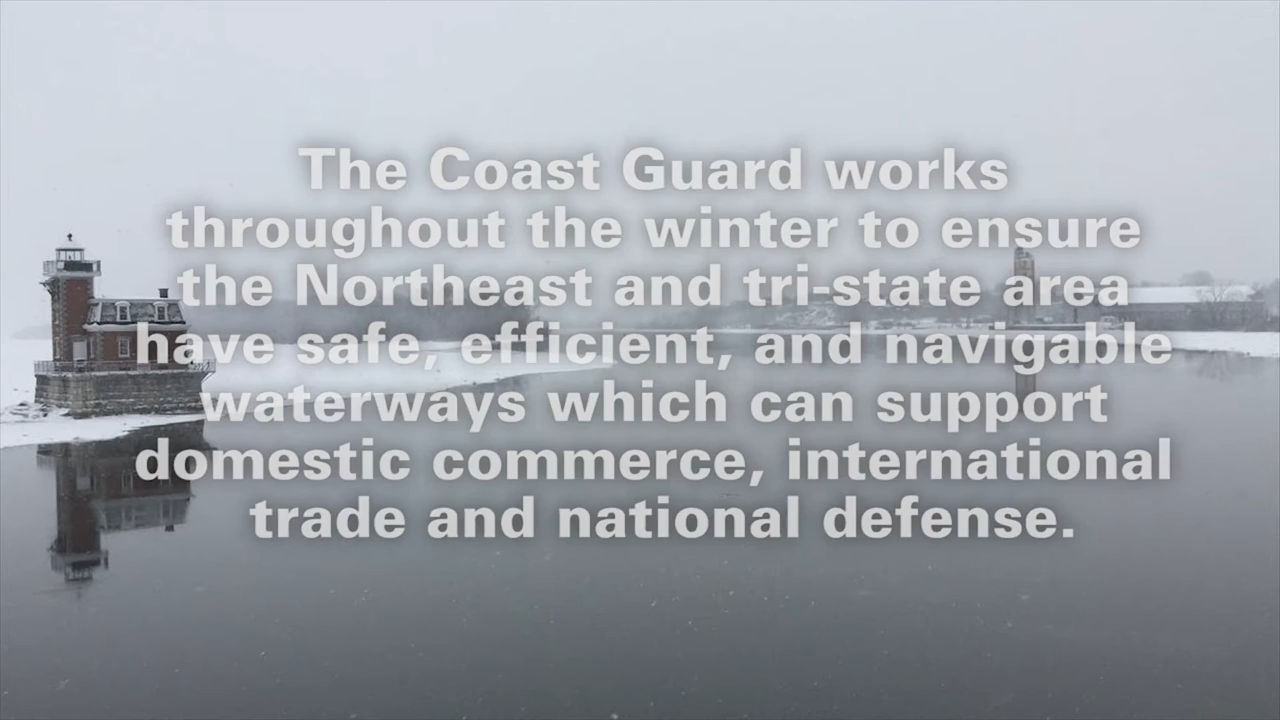 The Coast Guard works
throughout the winter to ensure
the Northeast and tri-state area
have safe, efficient, and navigable
waterways which can support
domestic commerce, international
trade and national defense.